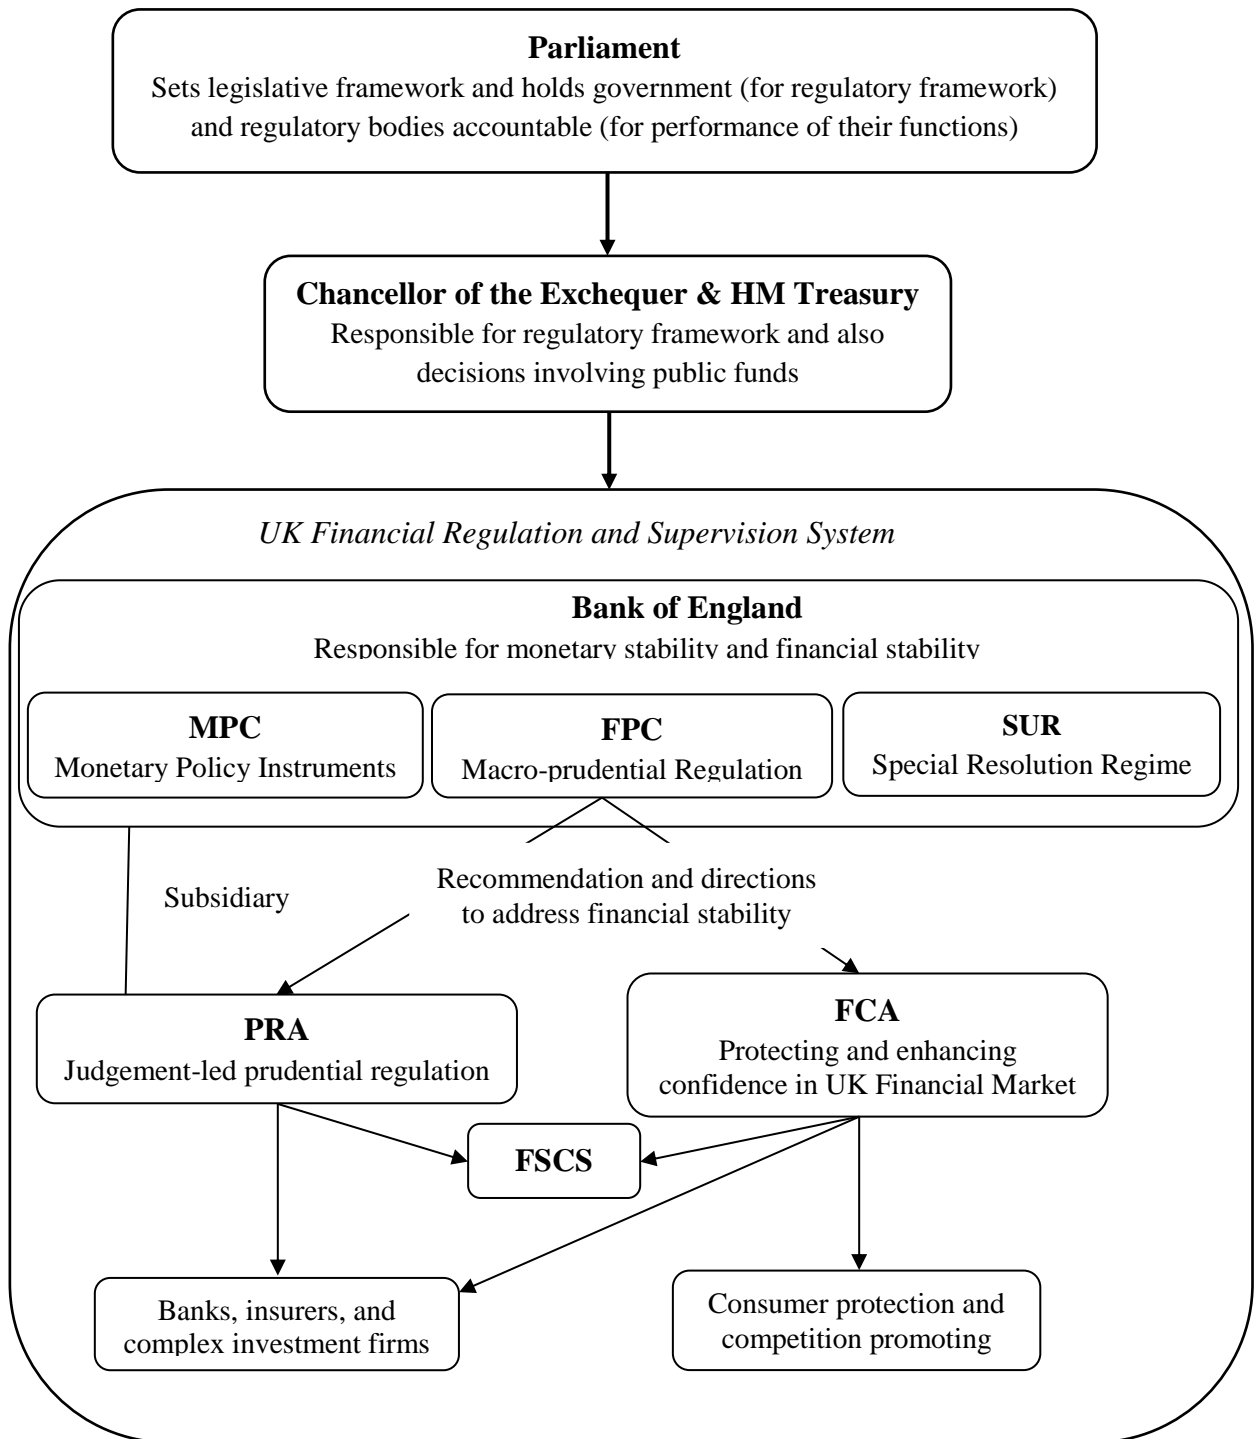 Parliament
Sets legislative framework and holds government (for regulatory framework)
and regulatory bodies accountable (for performance of their functions)
Chancellor of the Exchequer & HM Treasury
Responsible for regulatory framework and also
decisions involving public funds
UK Financial Regulation and Supervision System
Bank of England
Responsible for monetary stability and financial stability
MPC
Monetary Policy Instruments
FPC
Macro-prudential Regulation
SUR
Special Resolution Regime
Subsidiary
Recommendation and directions
to address financial stability
PRA
Judgement-led prudential regulation
FCA
Protecting and enhancing
confidence in UK Financial Market
FSCS
Banks, insurers, and
complex investment firms
Consumer protection and
competition promoting